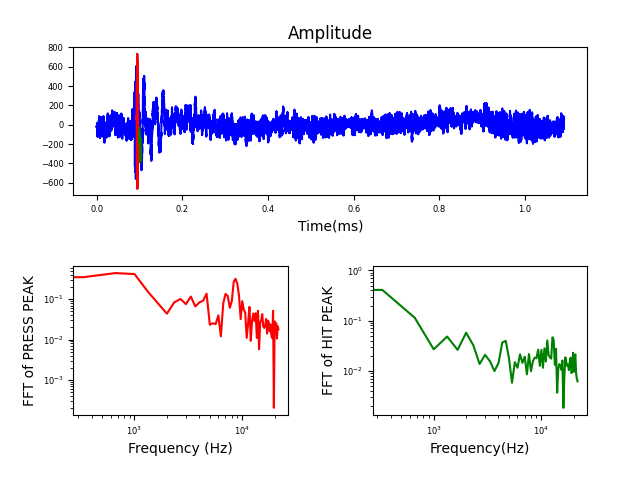 Amplitude
800
600
400
200
0
−200
−400
−600
0.0 0.2 0.4 0.6 0.8 1.0
Time(ms)
FFT of PRESS PEAK
10⁻¹
10⁻²
10⁻³
10³ 10⁴
Frequency (Hz)
FFT of HIT PEAK
10⁰
10⁻¹
10⁻²
10³ 10⁴
Frequency(Hz)